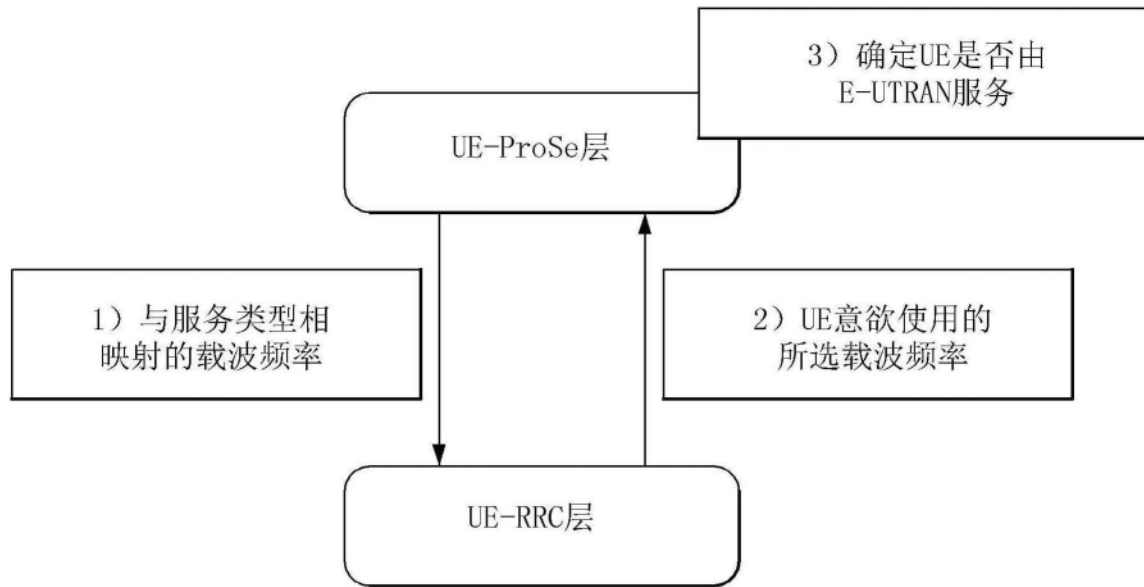 3）确定UE是否由
E-UTRAN服务
UE-ProSe层
1）与服务类型相
映射的载波频率
2）UE意欲使用的
所选载波频率
UE-RRC层